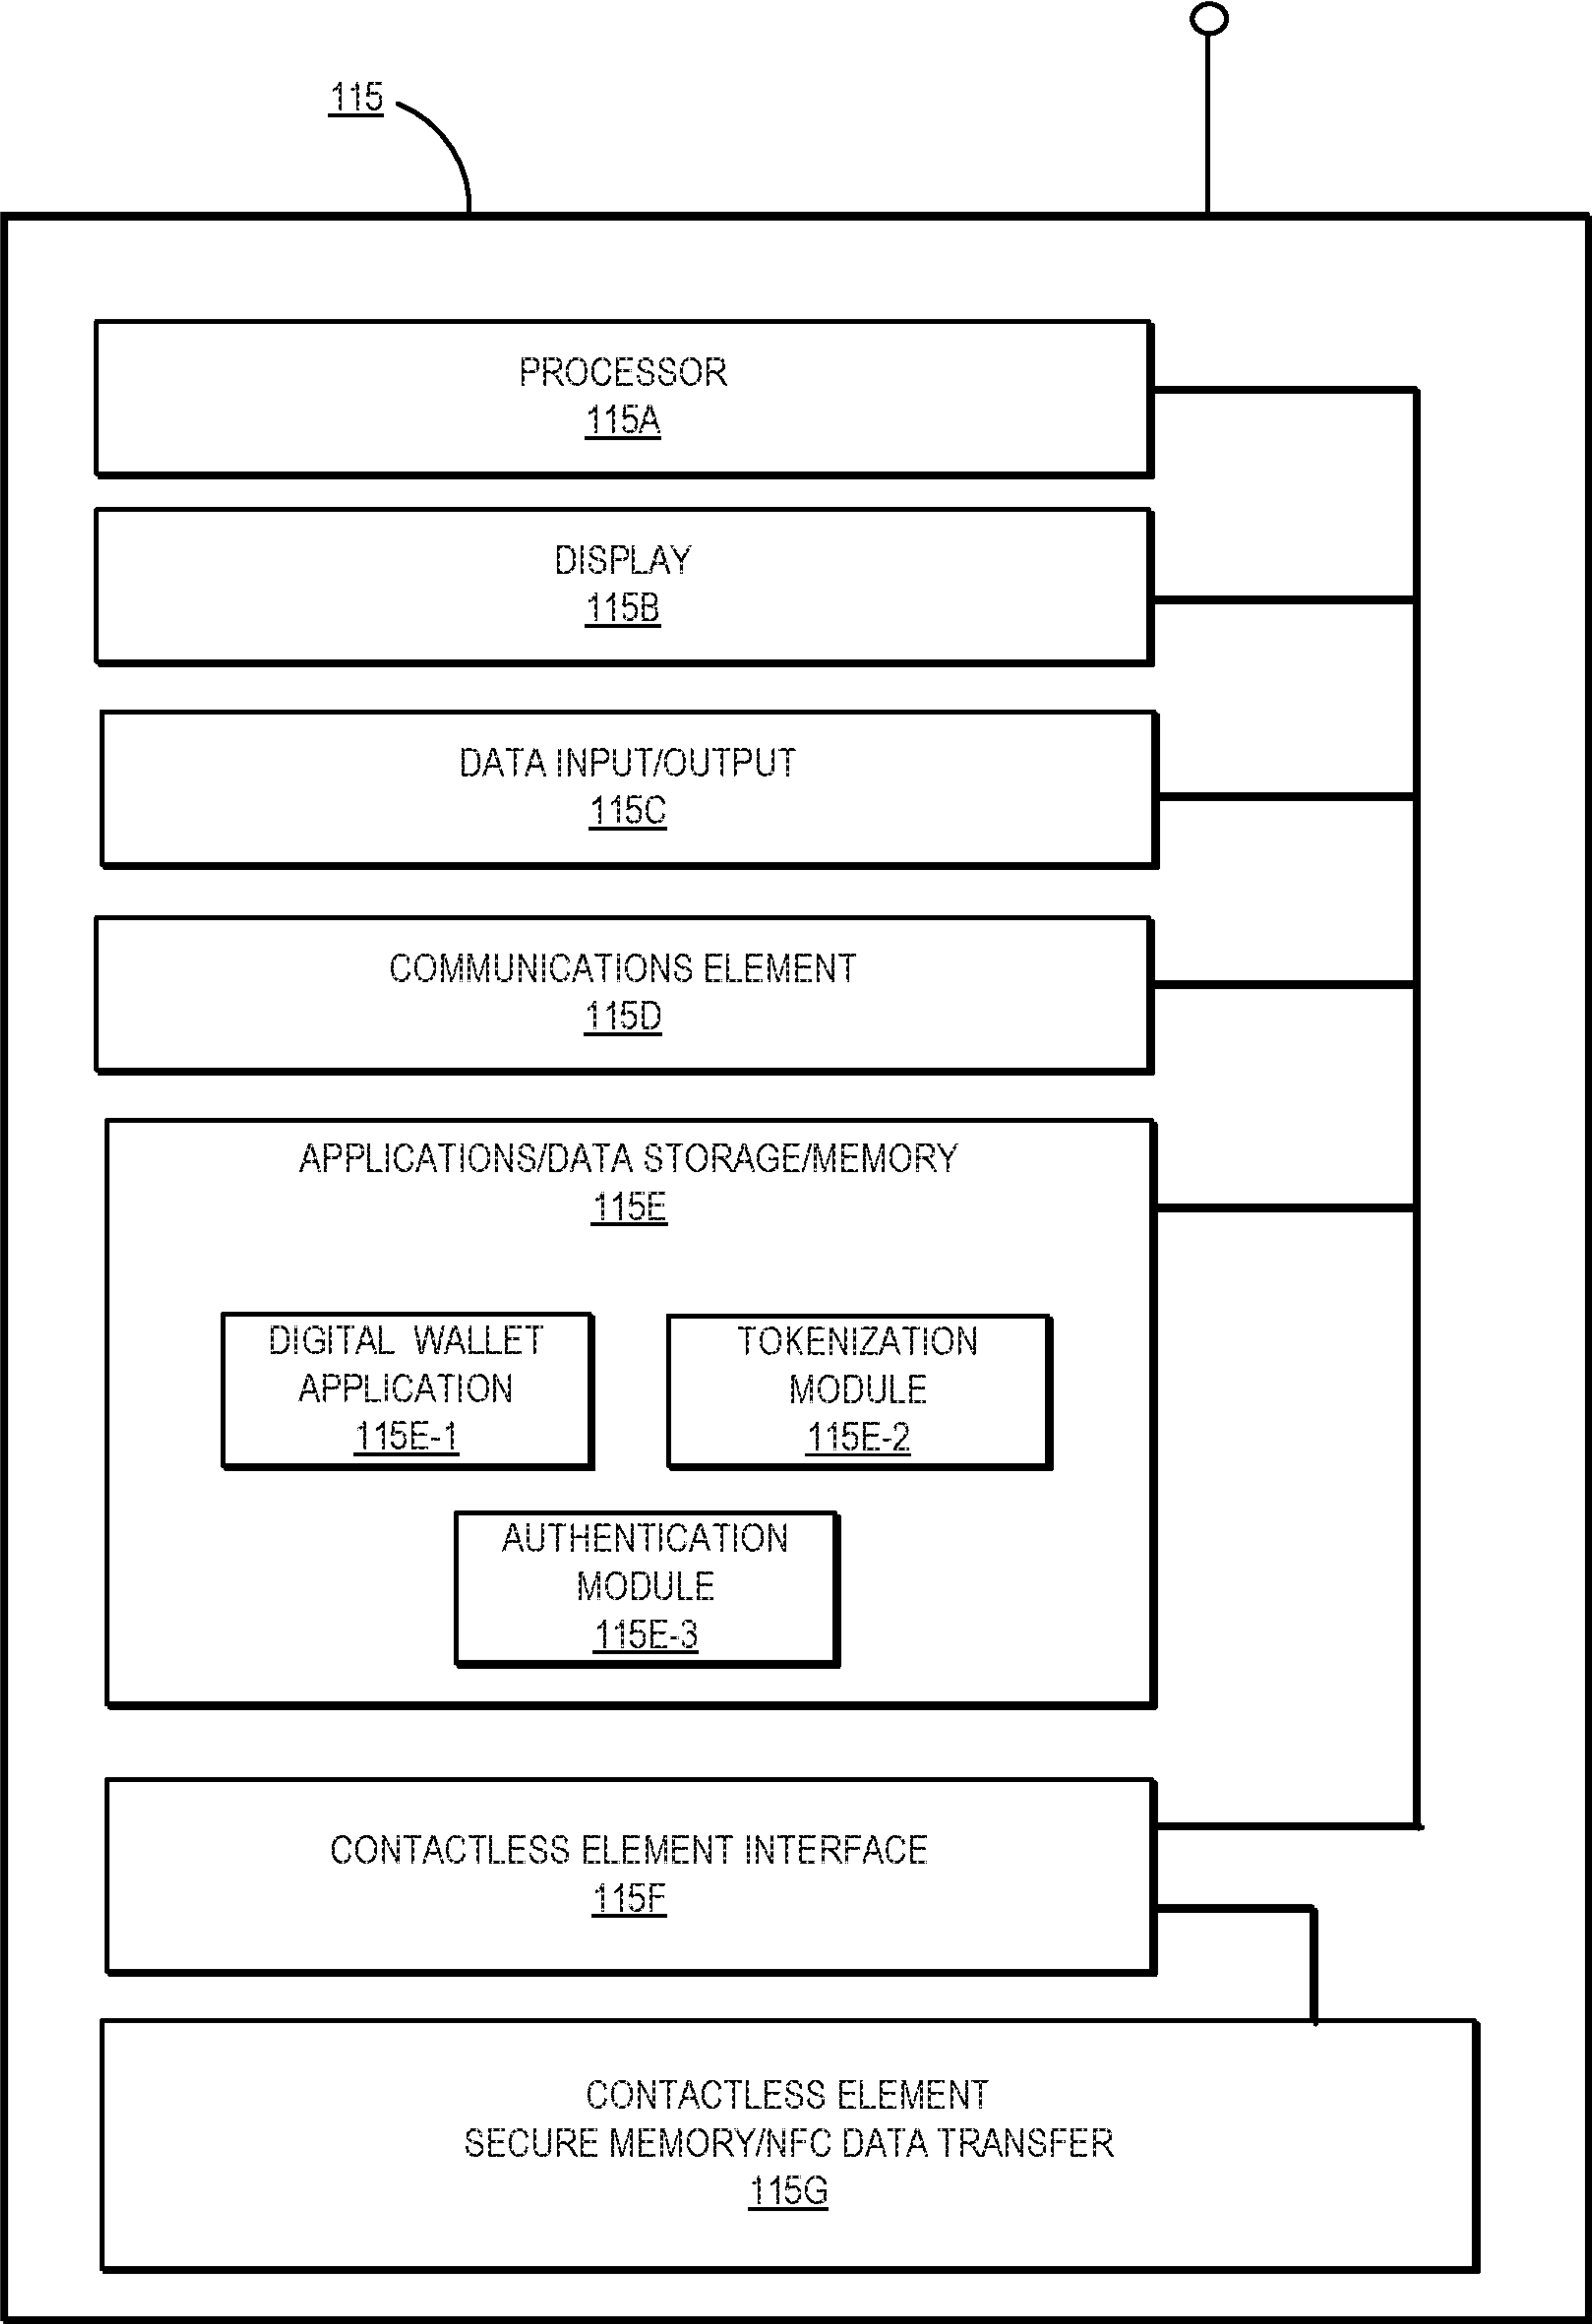 115
PROCESSOR
115A
DISPLAY
115B
DATA INPUT/OUTPUT
115C
COMMUNICATIONS ELEMENT
115D
APPLICATIONS/DATA STORAGE/MEMORY
115E
DIGITAL WALLET
APPLICATION
115E-1
TOKENIZATION
MODULE
115E-2
AUTHENTICATION
MODULE
115E-3
CONTACTLESS ELEMENT INTERFACE
115F
CONTACTLESS ELEMENT
SECURE MEMORY/NFC DATA TRANSFER
115G